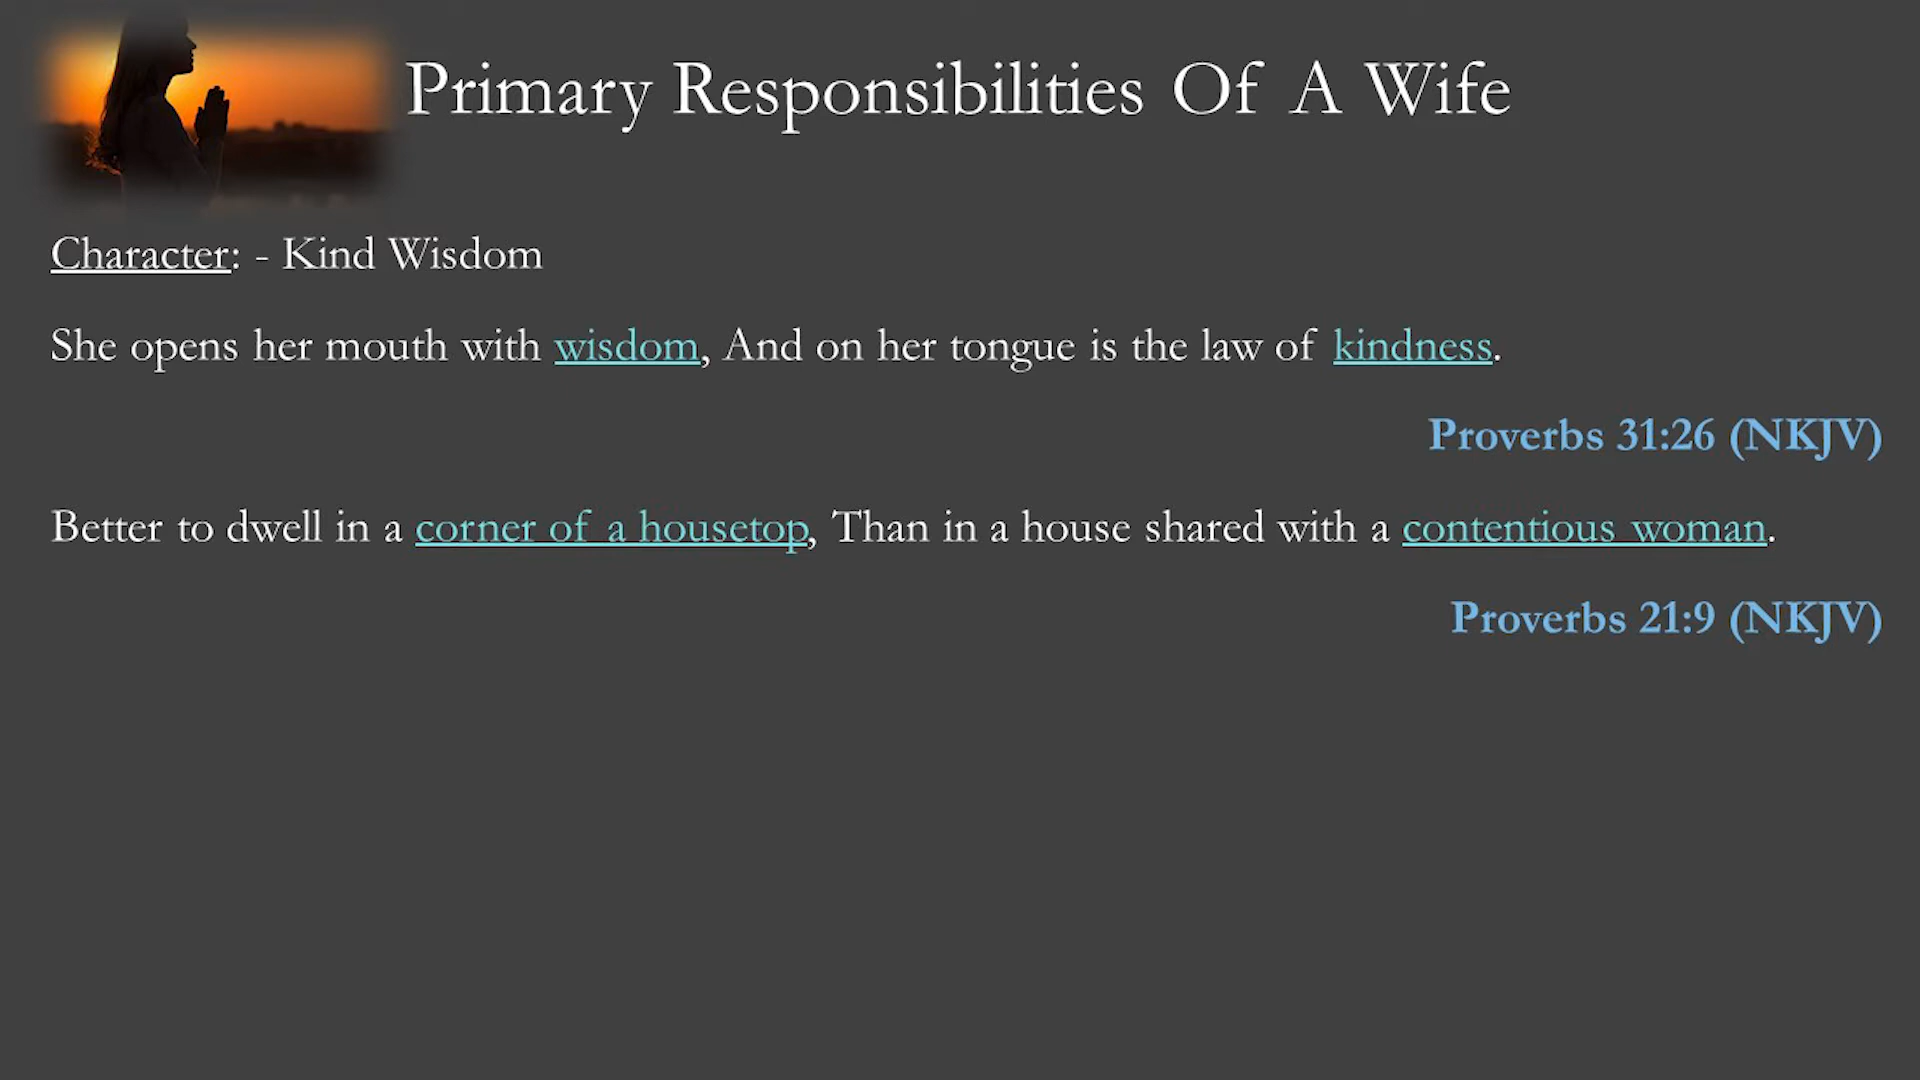 Primary Responsibilities Of A Wife
Character: - Kind Wisdom
She opens her mouth with wisdom, And on her tongue is the law of kindness.
Proverbs 31:26 (NKJV)
Better to dwell in a corner of a housetop, Than in a house shared with a contentious woman.
Proverbs 21:9 (NKJV)